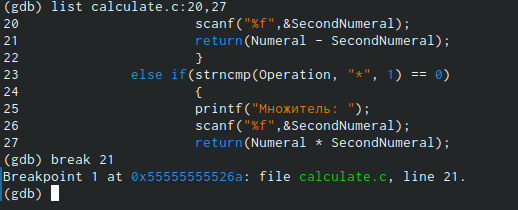 (gdb) list calculate.c:20,27
20 scanf("%f",&SecondNumeral);
21 return(Numeral - SecondNumeral);
22 }
23 else if(strncmp(Operation, "*", 1) == 0)
24 {
25 printf("Множитель: ");
26 scanf("%f",&SecondNumeral);
27 return(Numeral * SecondNumeral);
(gdb) break 21
Breakpoint 1 at 0x55555555526a: file calculate.c, line 21.
(gdb)